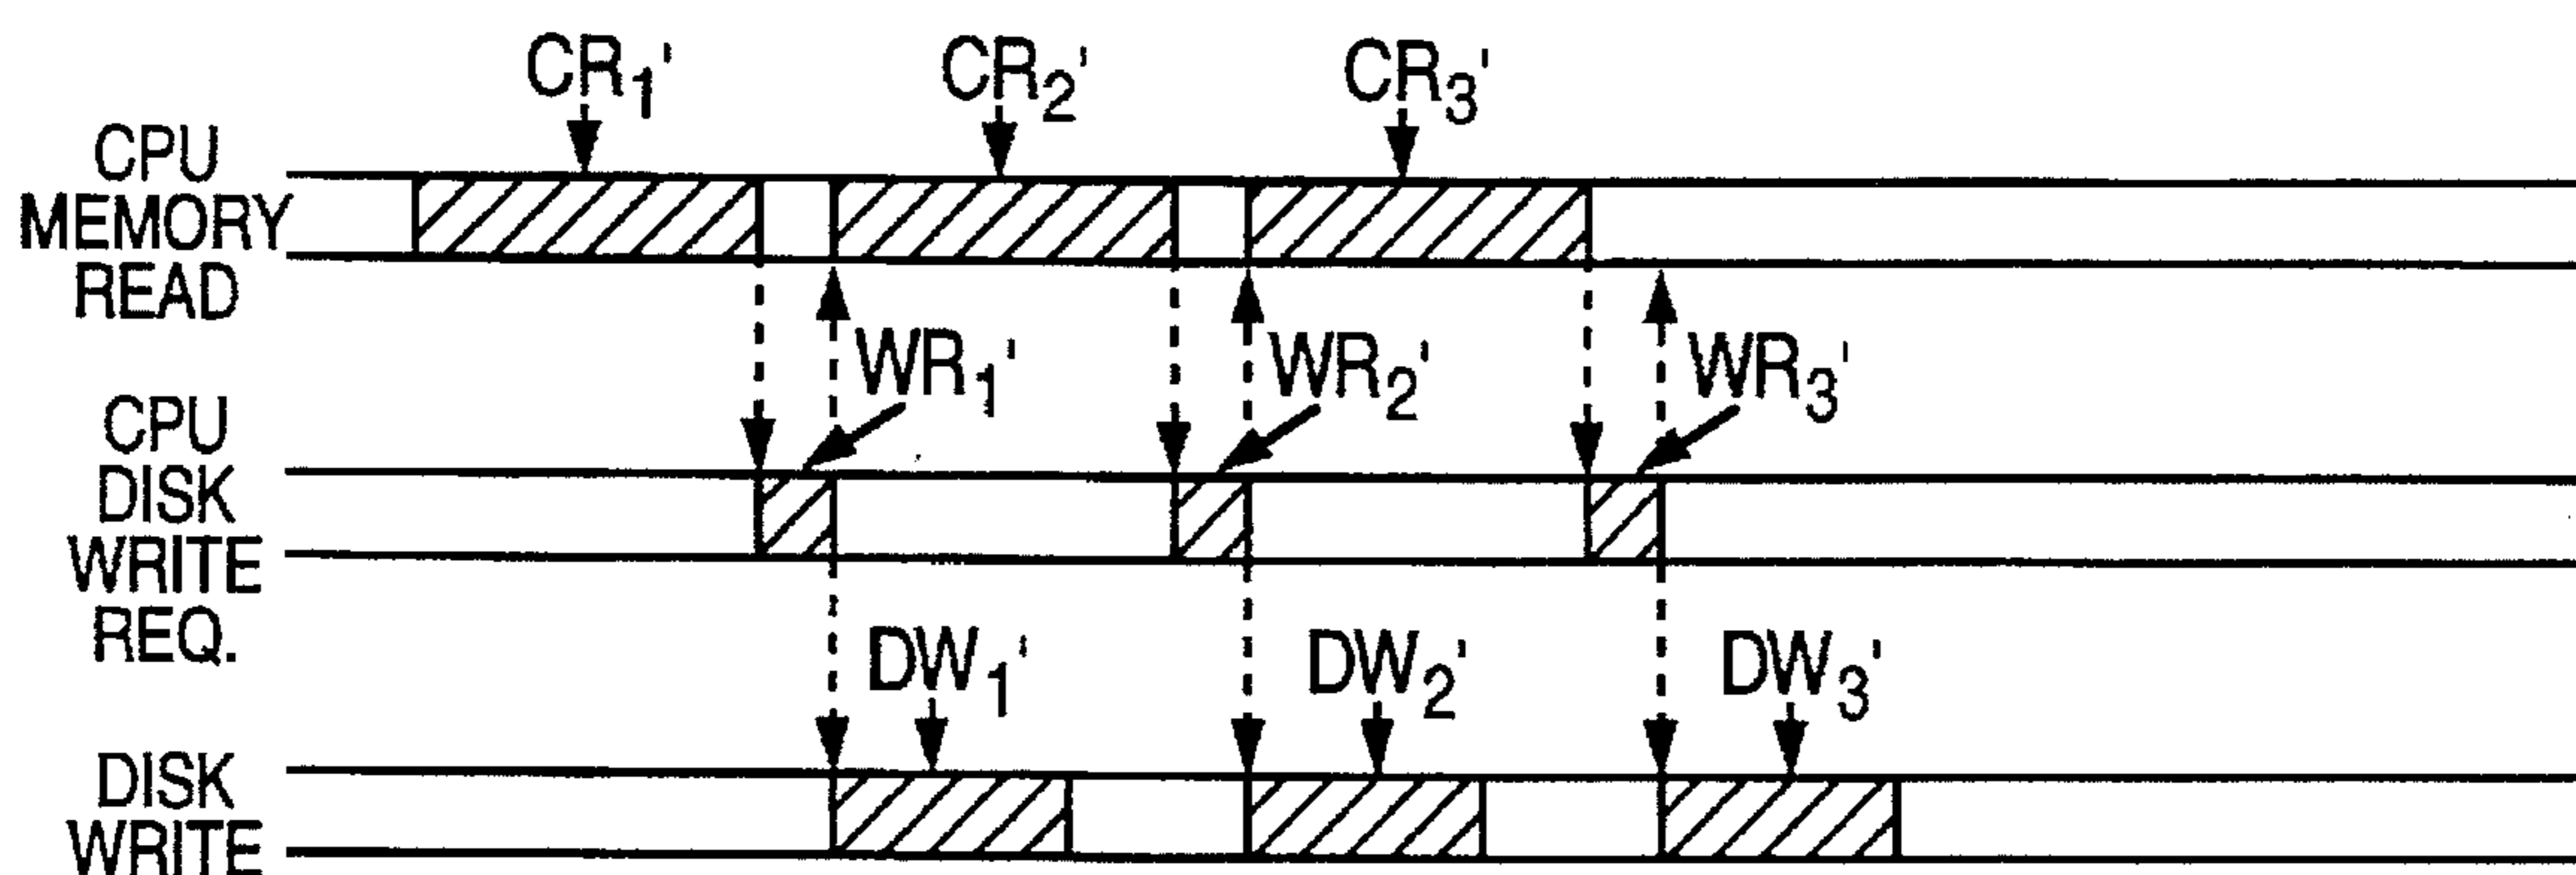 CR₁' CR₂' CR₃'
CPU
MEMORY
READ
WR₁' WR₂' WR₃'
CPU
DISK
WRITE
REQ.
DW₁' DW₂' DW₃'
DISK
WRITE